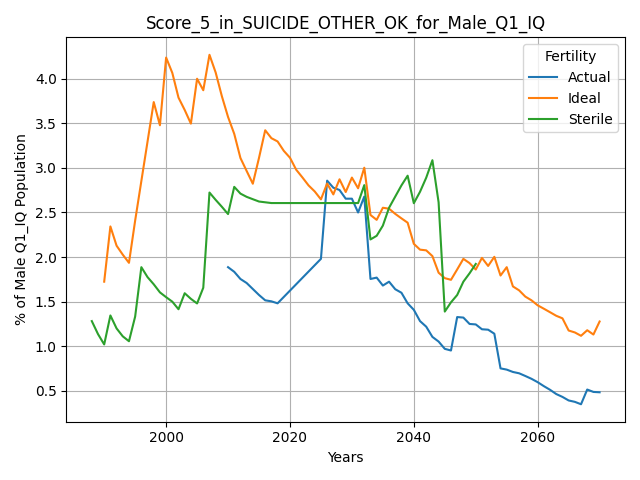 Score_5_in_SUICIDE_OTHER_OK_for_Male_Q1_IQ
Fertility
Actual
Ideal
Sterile
% of Male Q1_IQ Population
4.0
3.5
3.0
2.5
2.0
1.5
1.0
0.5
2000
2020
2040
2060
Years